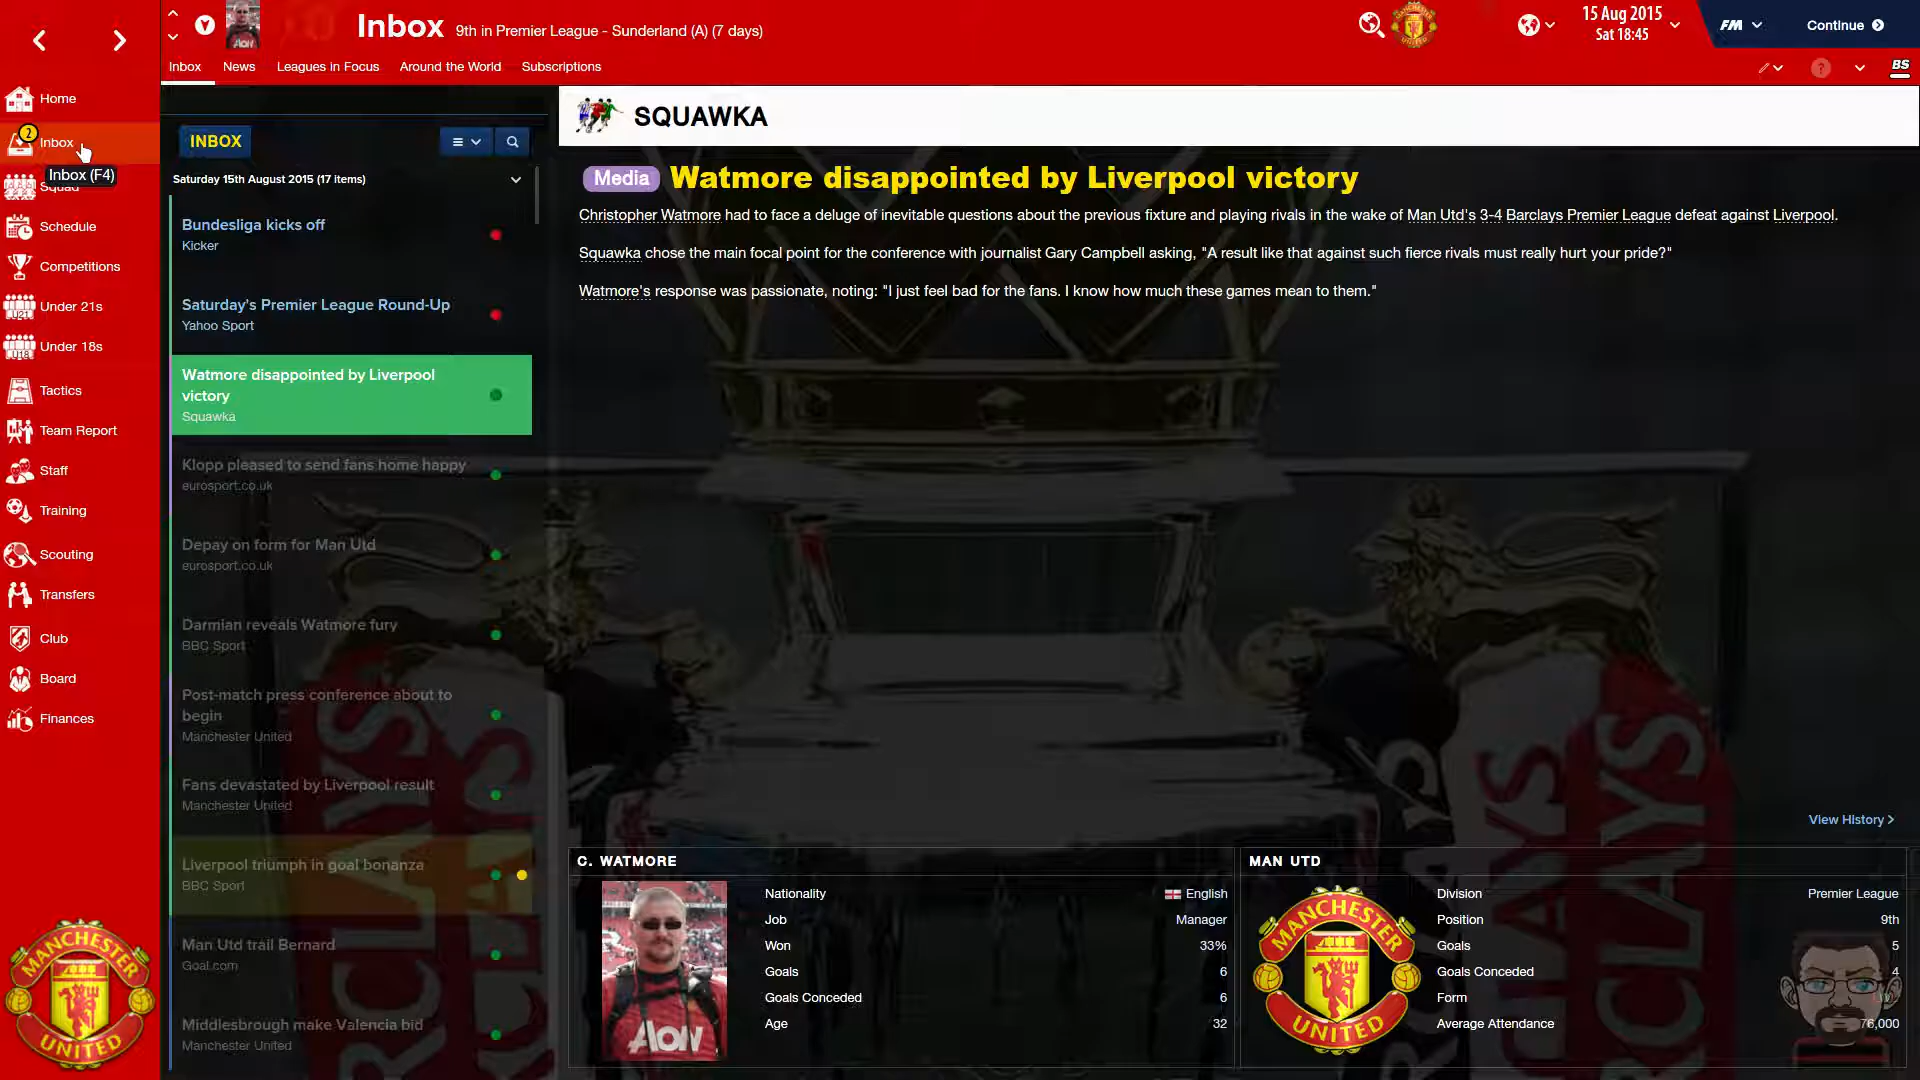 Inbox
9th in Premier League - Sunderland (A) (7 days)
15 Aug 2015
Sat 18:45
FM
Continue
Inbox
News
Leagues in Focus
Around the World
Subscriptions
?
BS
Home
2
Inbox
Inbox (F4)
Squad
Schedule
Competitions
U21
Under 21s
U18
Under 18s
Tactics
Team Report
Staff
Training
Scouting
Transfers
Club
Board
Finances
MANCHESTER
UNITED
INBOX
Saturday 15th August 2015 (17 items)
Bundesliga kicks off
Kicker
Saturday's Premier League Round-Up
Yahoo Sport
Watmore disappointed by Liverpool
victory
Squawka
Klopp pleased to send fans home happy
eurosport.co.uk
Depay on form for Man Utd
eurosport.co.uk
Darmian reveals Watmore fury
BBC Sport
Post-match press conference about to
begin
Manchester United
Fans devastated by Liverpool result
Manchester United
Liverpool triumph in goal bonanza
BBC Sport
Man Utd trail Bernard
Goal.com
Middlesbrough make Valencia bid
Manchester United
SQUAWKA
Media Watmore disappointed by Liverpool victory
Christopher Watmore had to face a deluge of inevitable questions about the previous fixture and playing rivals in the wake of Man Utd's 3-4 Barclays Premier League defeat against Liverpool.
Squawka chose the main focal point for the conference with journalist Gary Campbell asking, "A result like that against such fierce rivals must really hurt your pride?"
Watmore's response was passionate, noting: "I just feel bad for the fans. I know how much these games mean to them."
View History
C. WATMORE
Nationality English
Job Manager
Won 33%
Goals 6
Goals Conceded 6
Age 32
AON
MAN UTD
MANCHESTER
UNITED
Division Premier League
Position 9th
Goals 5
Goals Conceded 4
Form
Average Attendance 76,000